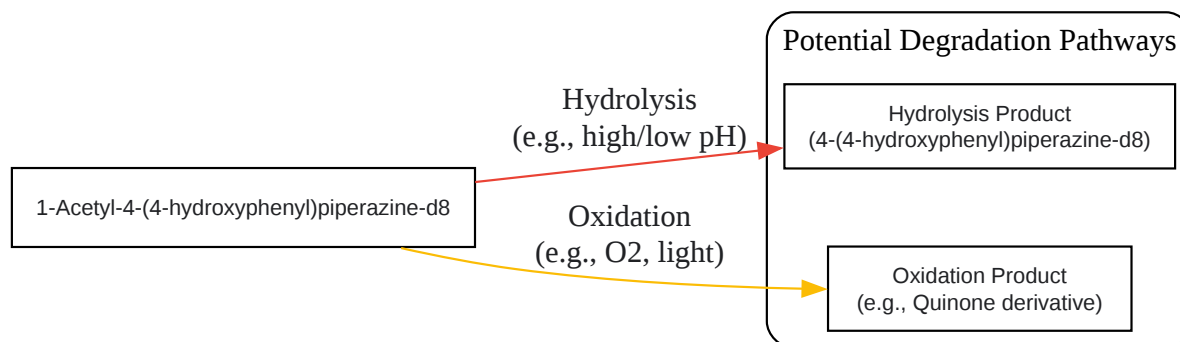 Potential Degradation Pathways
Hydrolysis
(e.g., high/low pH)
Hydrolysis Product
(4-(4-hydroxyphenyl)piperazine-d8)
1-Acetyl-4-(4-hydroxyphenyl)piperazine-d8
Oxidation
(e.g., O2, light)
Oxidation Product
(e.g., Quinone derivative)